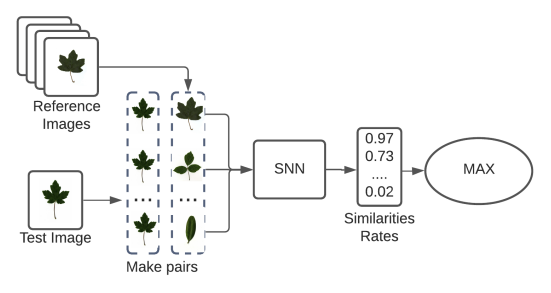 Reference
Images
Test Image
...
...
Make pairs
SNN
0.97
0.73
....
0.02
Similarities
Rates
MAX